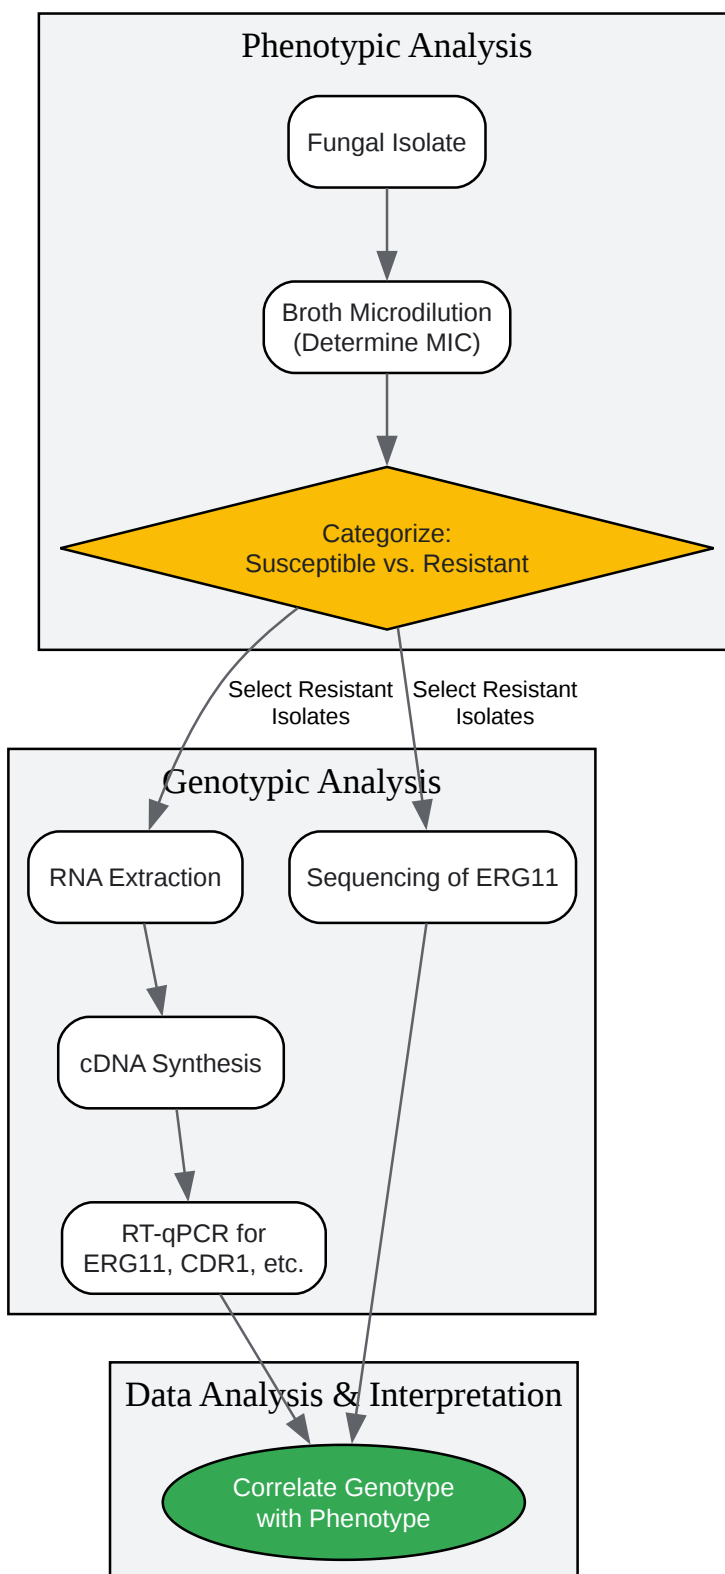 Phenotypic Analysis
Fungal Isolate
Broth Microdilution
(Determine MIC)
Categorize:
Susceptible vs. Resistant
Select Resistant
Isolates
Select Resistant
Isolates
Genotypic Analysis
RNA Extraction
Sequencing of ERG11
cDNA Synthesis
RT-qPCR for
ERG11, CDR1, etc.
Data Analysis & Interpretation
Correlate Genotype
with Phenotype